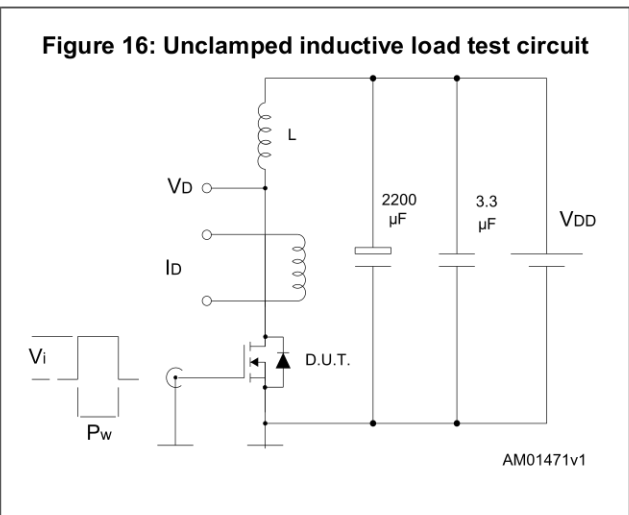 Figure 16: Unclamped inductive load test circuit
L
VD
2200
µF
3.3
µF
VDD
ID
Vi
D.U.T.
Pw
AM01471v1